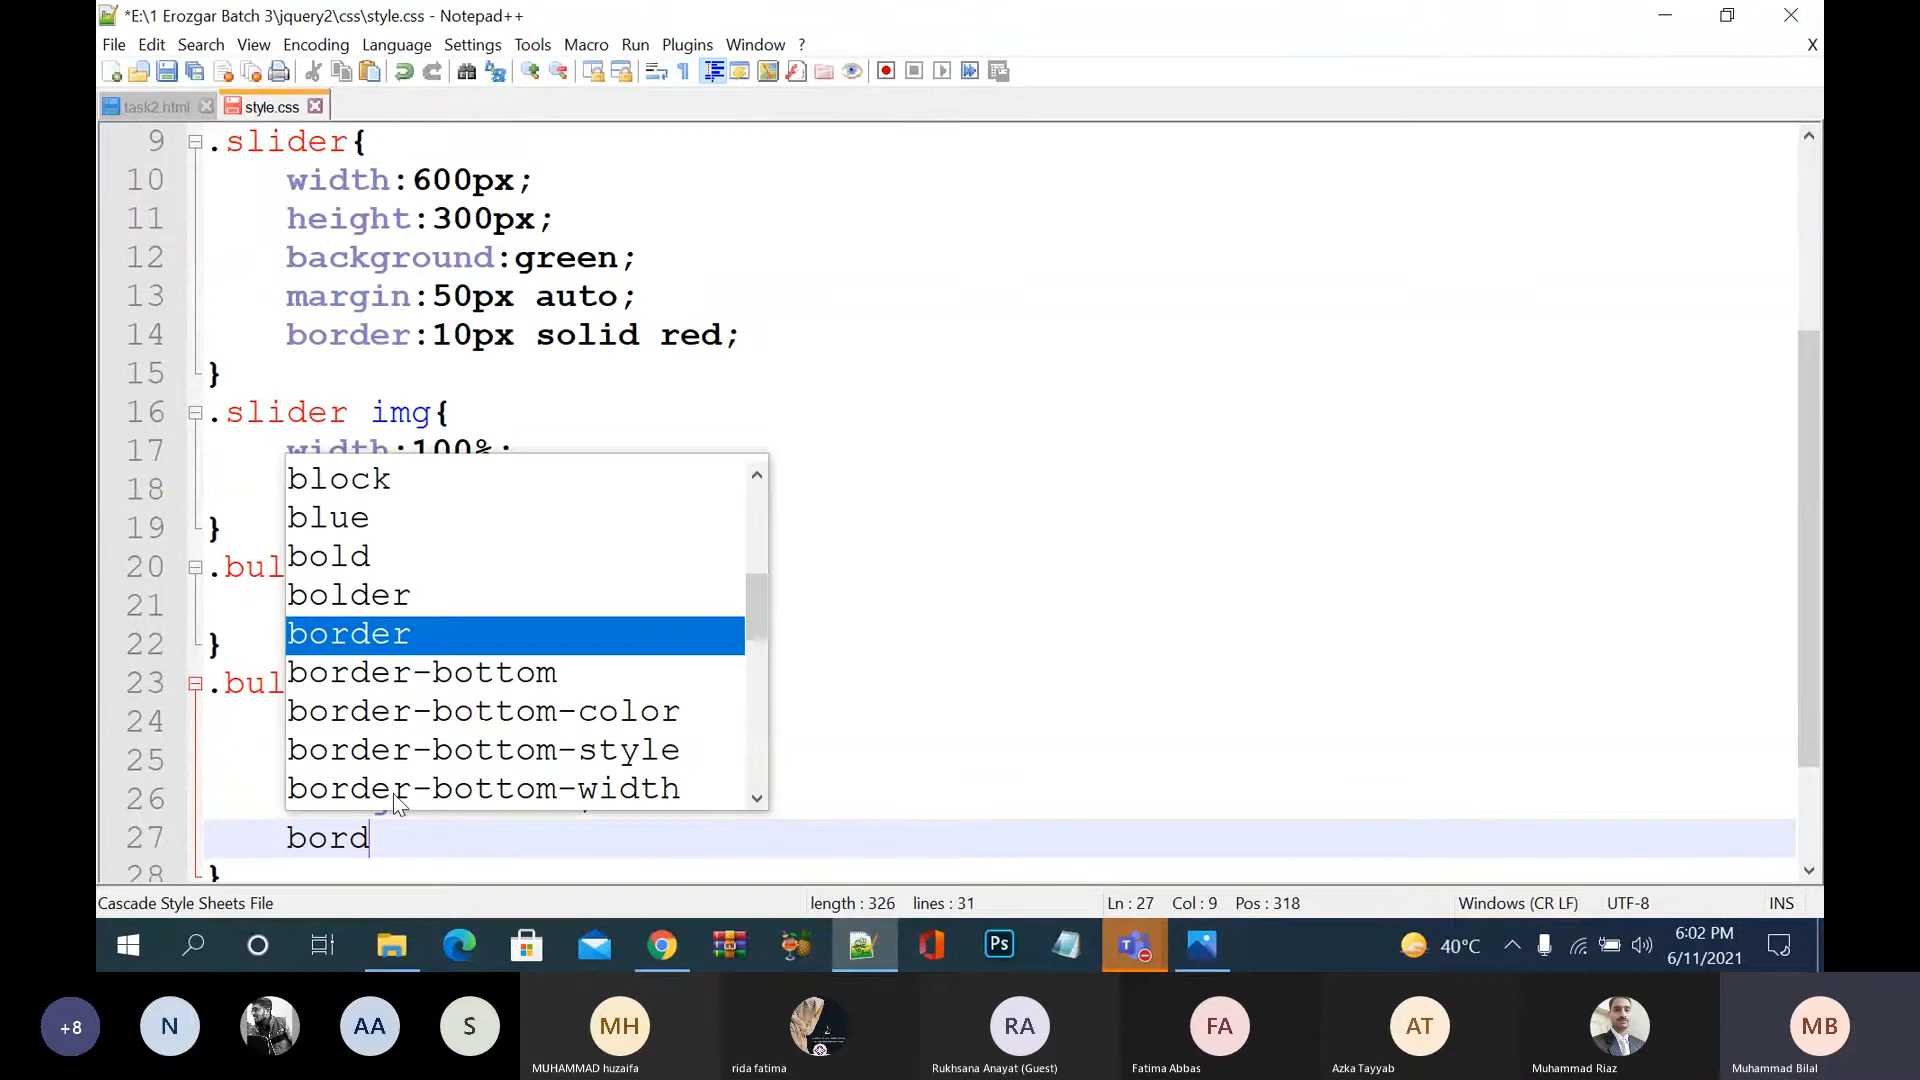 *E:\1 Erozgar Batch 3\jquery2\css\style.css - Notepad++
File Edit Search View Encoding Language Settings Tools Macro Run Plugins Window ? X
task2.html style.css
9 .slider{
10 width:600px;
11 height:300px;
12 background:green;
13 margin:50px auto;
14 border:10px solid red;
15 }
16 .slider img{
17 width:100%;
18
19 }
20 .bul
21
22 }
23 .bul
24
25
26
27 bord
28 }
block
blue
bold
bolder
border
border-bottom
border-bottom-color
border-bottom-style
border-bottom-width
Cascade Style Sheets File length : 326 lines : 31 Ln : 27 Col : 9 Pos : 318 Windows (CR LF) UTF-8 INS
Ps
40°C
6:02 PM
6/11/2021
+8 N AA S MH RA FA AT MB
MUHAMMAD huzaifa rida fatima Rukhsana Anayat (Guest) Fatima Abbas Azka Tayyab Muhammad Riaz Muhammad Bilal